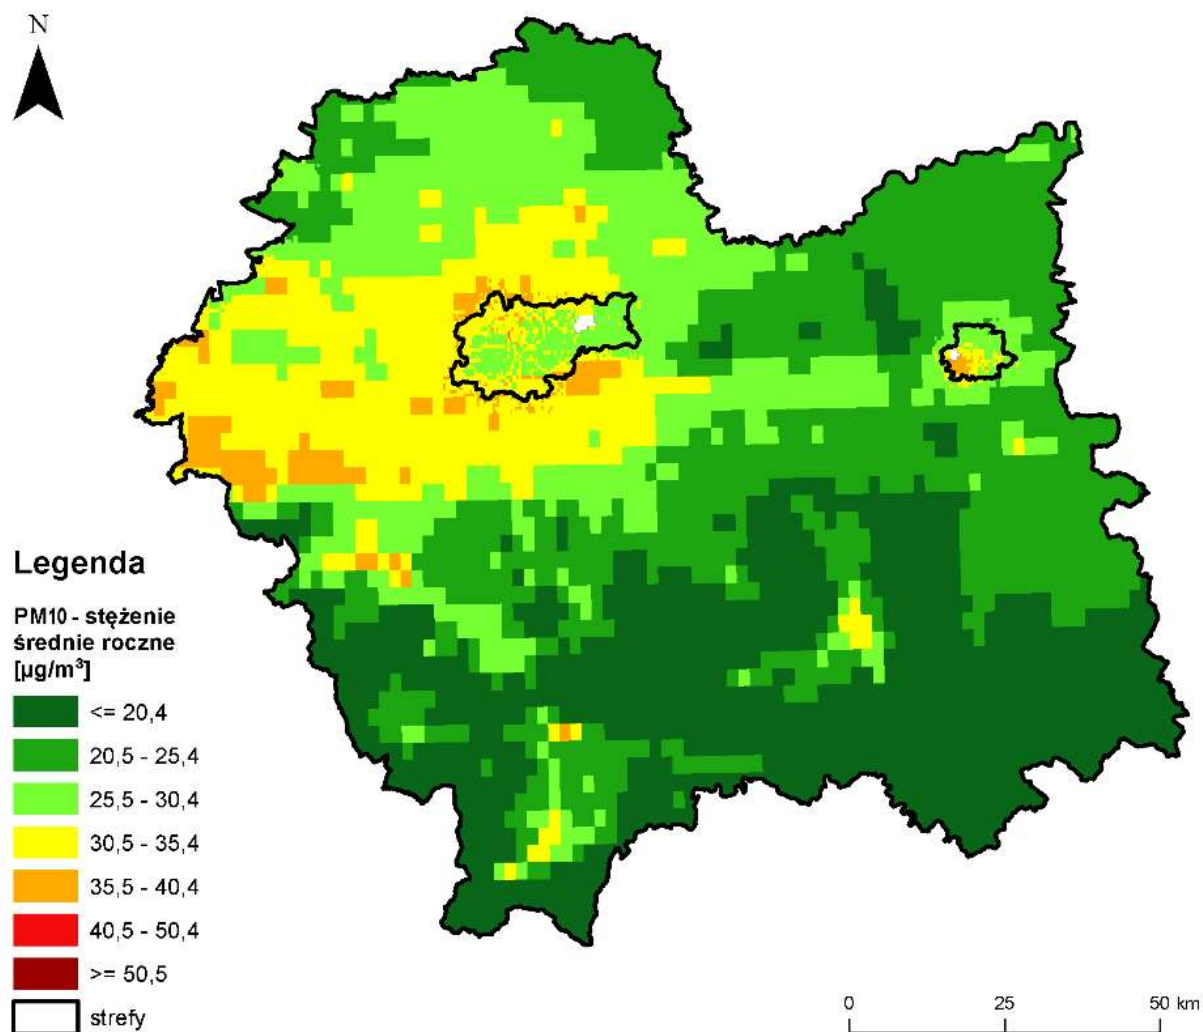 N
Legenda
PM10 - stężenie
średnie roczne
[µg/m³]
<= 20,4
20,5 - 25,4
25,5 - 30,4
30,5 - 35,4
35,5 - 40,4
40,5 - 50,4
>= 50,5
strefy
0 25 50 km